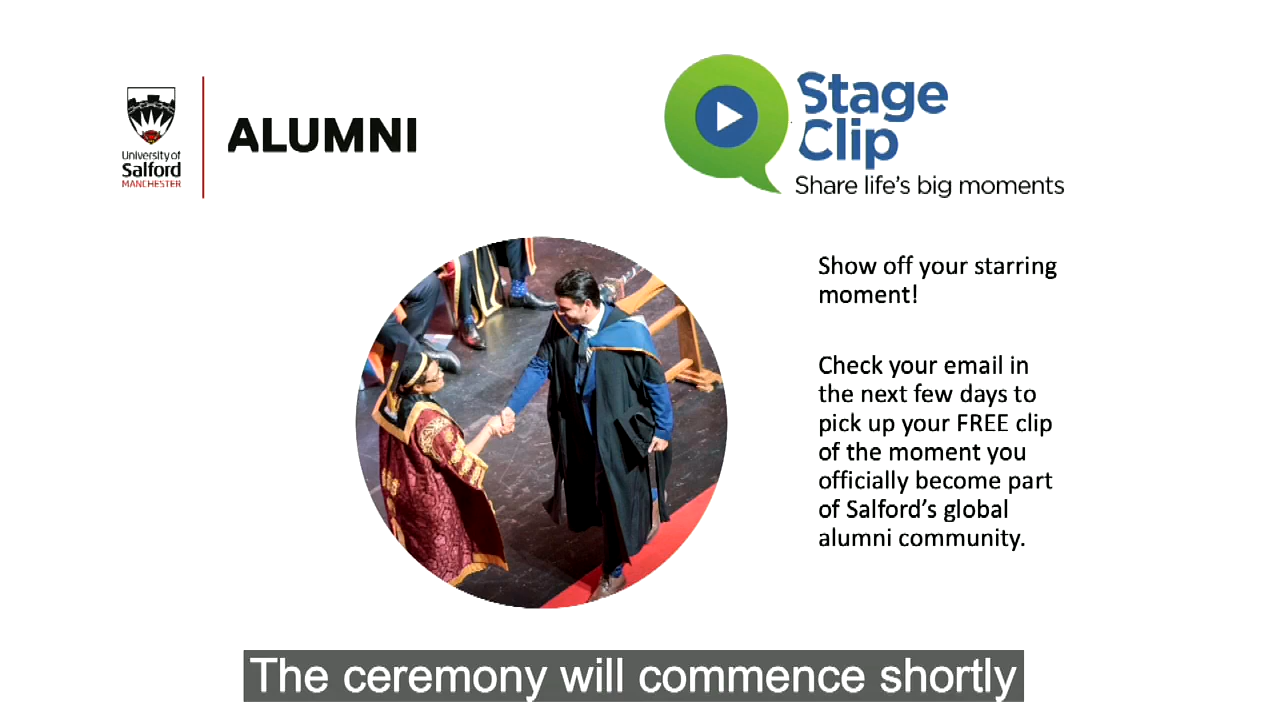 University of
Salford
MANCHESTER
ALUMNI
Stage
Clip
Share life's big moments
Show off your starring
moment!
Check your email in
the next few days to
pick up your FREE clip
of the moment you
officially become part
of Salford's global
alumni community.
The ceremony will commence shortly